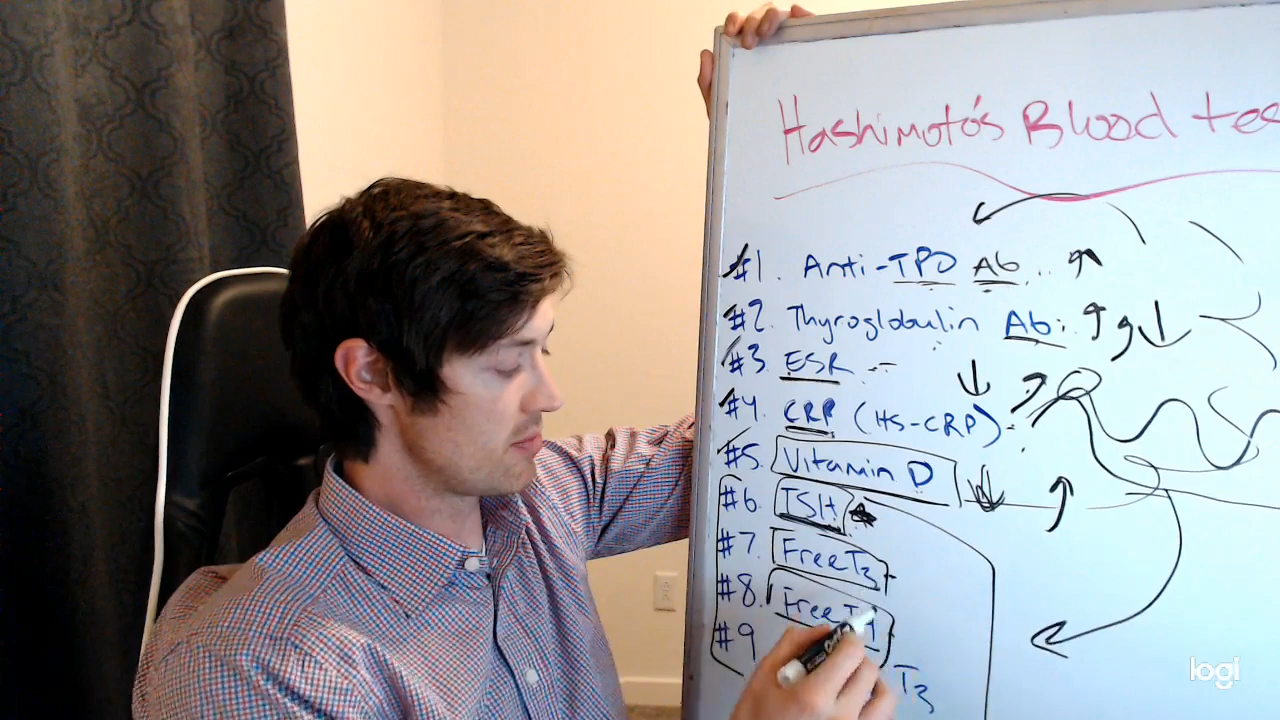 Hashimoto's Blood tes
#1. Anti-TPO Ab
#2. Thyroglobulin Ab:
#3. ESR
#4. CRP (HS-CRP)
#5. Vitamin D
#6. TSH
#7. Free T3
#8. Free T4
#9
T3
logi